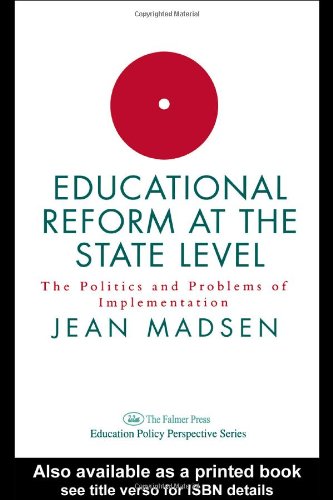 EDUCATIONAL
REFORM AT THE
STATE LEVEL
The Politics and Problems of
Implementation
JEAN MADSEN
The Falmer Press
Education Policy Perspective Series
Also available as a printed book
see title verso for ISBN details